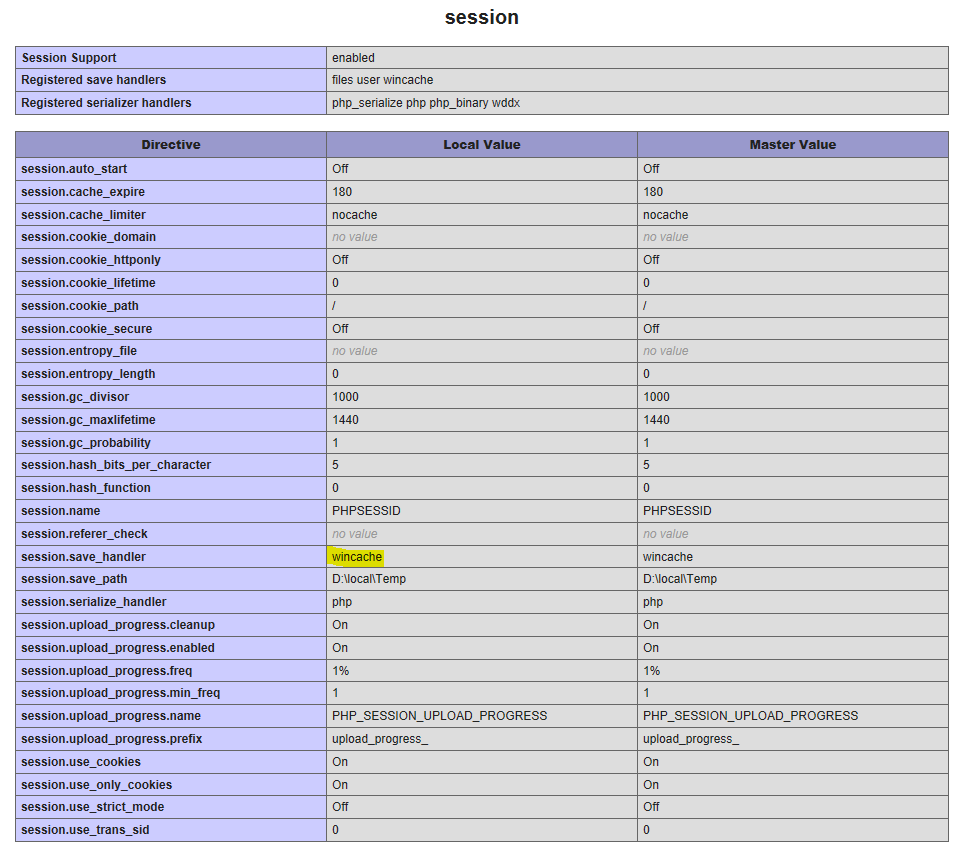 session
Session Support enabled
Registered save handlers files user wincache
Registered serializer handlers php_serialize php php_binary wddx
Directive Local Value Master Value
session.auto_start Off Off
session.cache_expire 180 180
session.cache_limiter nocache nocache
session.cookie_domain no value no value
session.cookie_httponly Off Off
session.cookie_lifetime 0 0
session.cookie_path / /
session.cookie_secure Off Off
session.entropy_file no value no value
session.entropy_length 0 0
session.gc_divisor 1000 1000
session.gc_maxlifetime 1440 1440
session.gc_probability 1 1
session.hash_bits_per_character 5 5
session.hash_function 0 0
session.name PHPSESSID PHPSESSID
session.referer_check no value no value
session.save_handler wincache wincache
session.save_path D:\local\Temp D:\local\Temp
session.serialize_handler php php
session.upload_progress.cleanup On On
session.upload_progress.enabled On On
session.upload_progress.freq 1% 1%
session.upload_progress.min_freq 1 1
session.upload_progress.name PHP_SESSION_UPLOAD_PROGRESS PHP_SESSION_UPLOAD_PROGRESS
session.upload_progress.prefix upload_progress_ upload_progress_
session.use_cookies On On
session.use_only_cookies On On
session.use_strict_mode Off Off
session.use_trans_sid 0 0